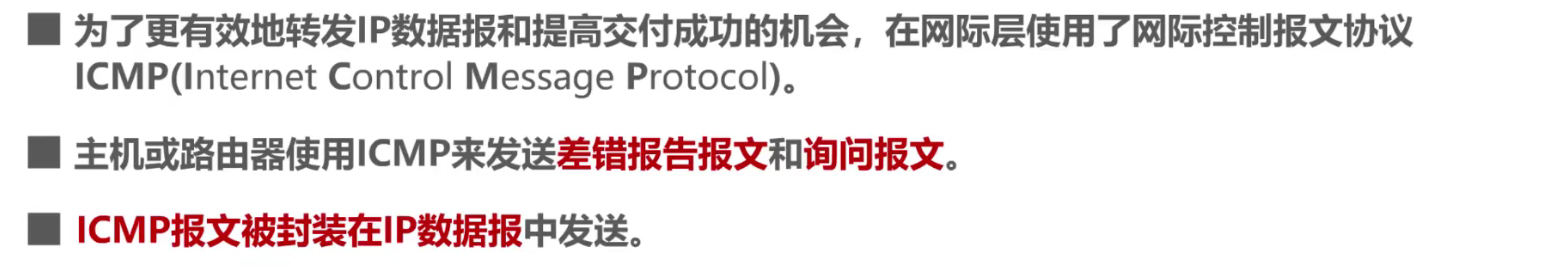 ■ 为了更有效地转发IP数据报和提高交付成功的机会，在网际层使用了网际控制报文协议
ICMP(Internet Control Message Protocol)。
■ 主机或路由器使用ICMP来发送差错报告报文和询问报文。
■ ICMP报文被封装在IP数据报中发送。